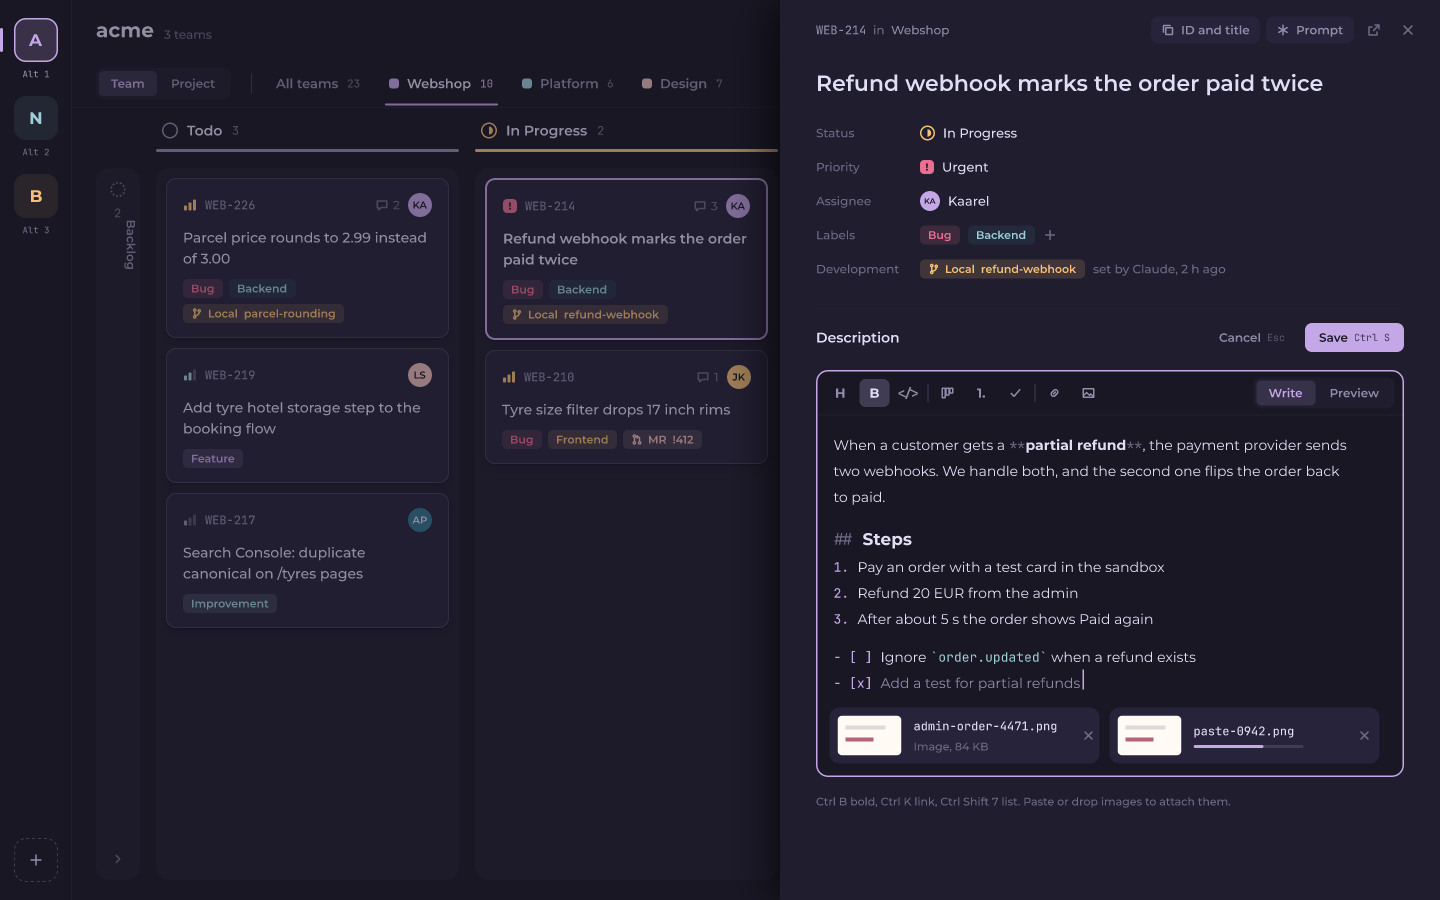 A
Alt 1
N
Alt 2
B
Alt 3
acme 3 teams
Team Project All teams 23 Webshop 10 Platform 6 Design 7
2
Backlog
Todo 3
WEB-226 2 KA
Parcel price rounds to 2.99 instead
of 3.00
Bug Backend
Local parcel-rounding
WEB-219 LS
Add tyre hotel storage step to the
booking flow
Feature
WEB-217 AP
Search Console: duplicate
canonical on /tyres pages
Improvement
In Progress 2
WEB-214 3 KA
Refund webhook marks the order
paid twice
Bug Backend
Local refund-webhook
WEB-210 1 JK
Tyre size filter drops 17 inch rims
Bug Frontend MR !412
WEB-214 in Webshop ID and title Prompt
Refund webhook marks the order paid twice
Status In Progress
Priority Urgent
Assignee KA Kaarel
Labels Bug Backend +
Development Local refund-webhook set by Claude, 2 h ago
Description Cancel Esc Save Ctrl S
H B </> 1. Write Preview
When a customer gets a **partial refund**, the payment provider sends
two webhooks. We handle both, and the second one flips the order back
to paid.
## Steps
1. Pay an order with a test card in the sandbox
2. Refund 20 EUR from the admin
3. After about 5 s the order shows Paid again
- [ ] Ignore `order.updated` when a refund exists
- [x] Add a test for partial refunds
admin-order-4471.png
Image, 84 KB
paste-0942.png
Ctrl B bold, Ctrl K link, Ctrl Shift 7 list. Paste or drop images to attach them.